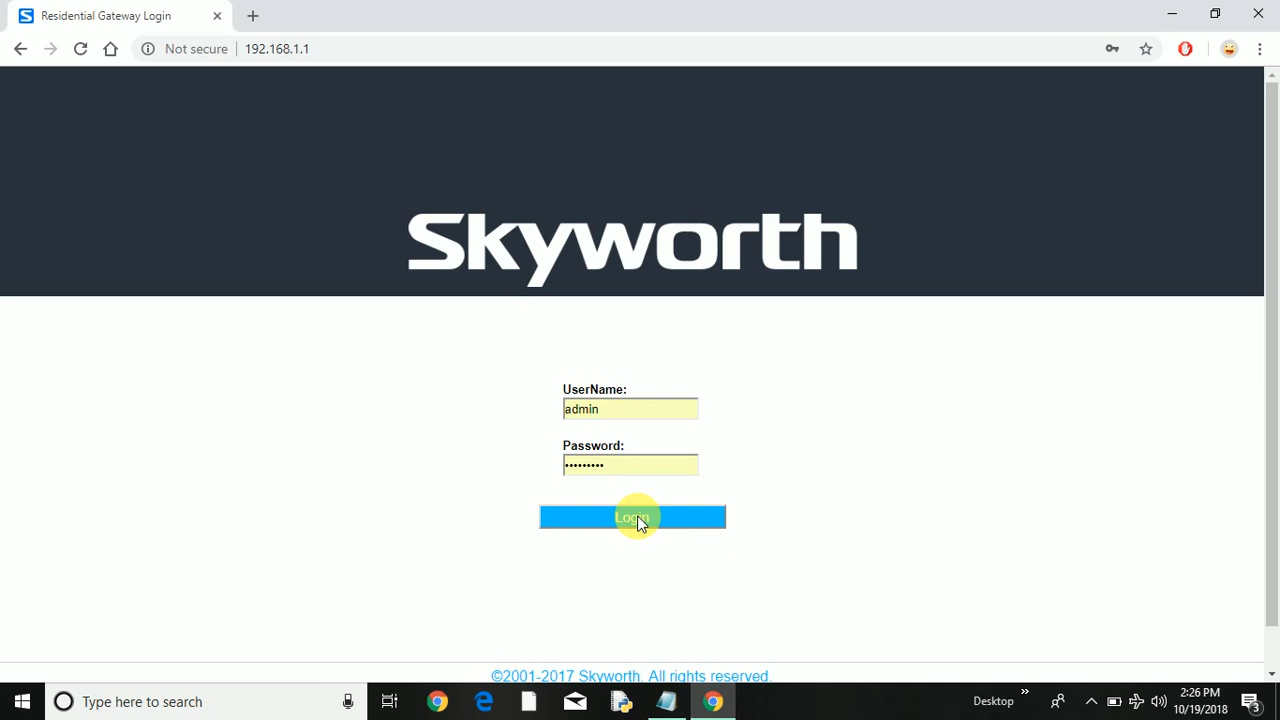 Residential Gateway Login
Not secure
192.168.1.1
Skyworth
UserName:
admin
Password:
•••••••••
Login
©2001-2017 Skyworth. All rights reserved.
Type here to search
Desktop
2:26 PM
10/19/2018
3